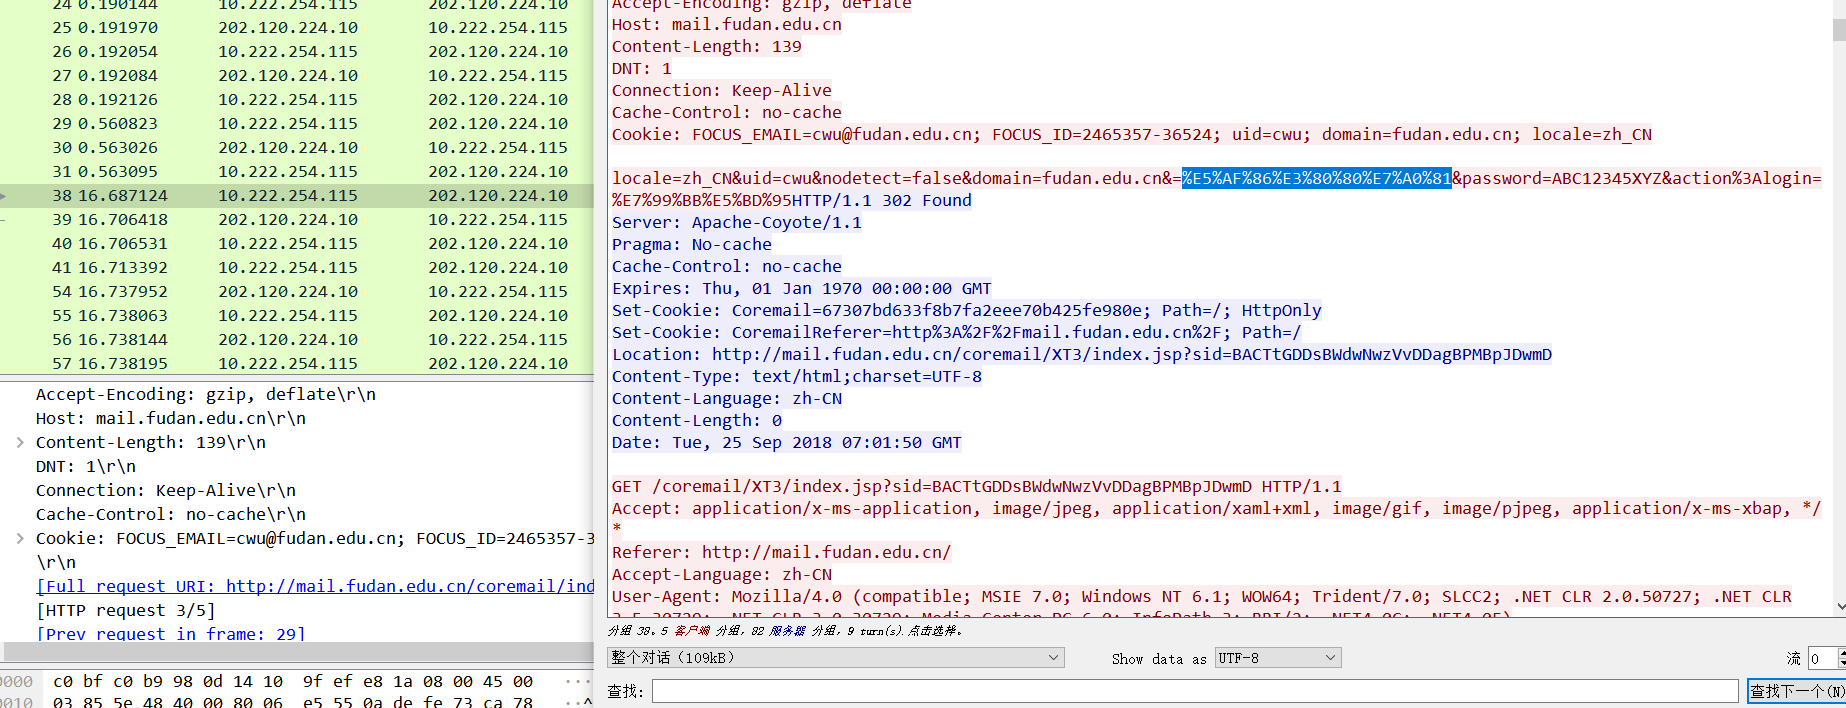 24 0.190144 10.222.254.115 202.120.224.10
25 0.191970 202.120.224.10 10.222.254.115
26 0.192054 10.222.254.115 202.120.224.10
27 0.192084 202.120.224.10 10.222.254.115
28 0.192126 10.222.254.115 202.120.224.10
29 0.560823 10.222.254.115 202.120.224.10
30 0.563026 202.120.224.10 10.222.254.115
31 0.563095 202.120.224.10 10.222.254.115
38 16.687124 10.222.254.115 202.120.224.10
39 16.706418 202.120.224.10 10.222.254.115
40 16.706531 10.222.254.115 202.120.224.10
41 16.713392 10.222.254.115 202.120.224.10
54 16.737952 202.120.224.10 10.222.254.115
55 16.738063 202.120.224.10 10.222.254.115
56 16.738144 10.222.254.115 202.120.224.10
57 16.738195 202.120.224.10 10.222.254.115
Accept-Encoding: gzip, deflate\r\n
Host: mail.fudan.edu.cn\r\n
Content-Length: 139\r\n
DNT: 1\r\n
Connection: Keep-Alive\r\n
Cache-Control: no-cache\r\n
Cookie: FOCUS_EMAIL=cwu@fudan.edu.cn; FOCUS_ID=2465357-3
\r\n
[Full request URI: http://mail.fudan.edu.cn/coremail/ind
[HTTP request 3/5]
[Prev request in frame: 29]
0000 c0 bf c0 b9 98 0d 14 10 9f ef e8 1a 08 00 45 00 ···
0010 03 85 5e 48 40 00 80 06 e5 55 0a de fe 73 ca 78 ··^
Accept-Encoding: gzip, deflate
Host: mail.fudan.edu.cn
Content-Length: 139
DNT: 1
Connection: Keep-Alive
Cache-Control: no-cache
Cookie: FOCUS_EMAIL=cwu@fudan.edu.cn; FOCUS_ID=2465357-36524; uid=cwu; domain=fudan.edu.cn; locale=zh_CN
locale=zh_CN&uid=cwu&nodetect=false&domain=fudan.edu.cn&=%E5%AF%86%E3%80%80%E7%A0%81&password=ABC12345XYZ&action%3Alogin=
%E7%99%BB%E5%BD%95HTTP/1.1 302 Found
Server: Apache-Coyote/1.1
Pragma: No-cache
Cache-Control: no-cache
Expires: Thu, 01 Jan 1970 00:00:00 GMT
Set-Cookie: Coremail=67307bd633f8b7fa2eee70b425fe980e; Path=/; HttpOnly
Set-Cookie: CoremailReferer=http%3A%2F%2Fmail.fudan.edu.cn%2F; Path=/
Location: http://mail.fudan.edu.cn/coremail/XT3/index.jsp?sid=BACTtGDDsBWdwNwzVvDDagBPMBpJDwmD
Content-Type: text/html;charset=UTF-8
Content-Language: zh-CN
Content-Length: 0
Date: Tue, 25 Sep 2018 07:01:50 GMT
GET /coremail/XT3/index.jsp?sid=BACTtGDDsBWdwNwzVvDDagBPMBpJDwmD HTTP/1.1
Accept: application/x-ms-application, image/jpeg, application/xaml+xml, image/gif, image/pjpeg, application/x-ms-xbap, */
*
Referer: http://mail.fudan.edu.cn/
Accept-Language: zh-CN
User-Agent: Mozilla/4.0 (compatible; MSIE 7.0; Windows NT 6.1; WOW64; Trident/7.0; SLCC2; .NET CLR 2.0.50727; .NET CLR
分组 38。5 客户端 分组, 82 服务器 分组, 9 turn(s). 点击选择。
整个对话 (109kB) Show data as UTF-8 流 0
查找: 查找下一个(N)